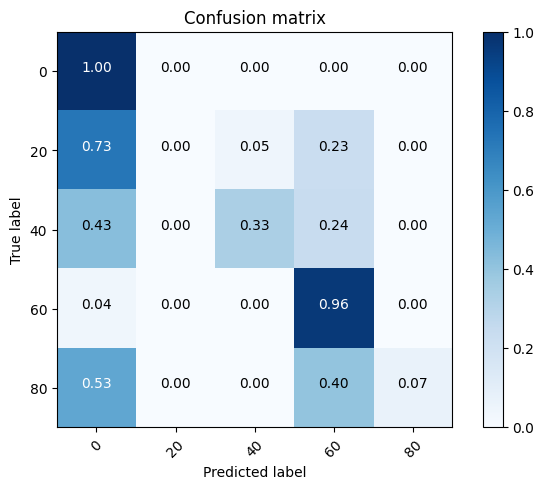 Confusion matrix
True label
0 1.00 0.00 0.00 0.00 0.00
20 0.73 0.00 0.05 0.23 0.00
40 0.43 0.00 0.33 0.24 0.00
60 0.04 0.00 0.00 0.96 0.00
80 0.53 0.00 0.00 0.40 0.07
0 20 40 60 80
Predicted label
1.0
0.8
0.6
0.4
0.2
0.0